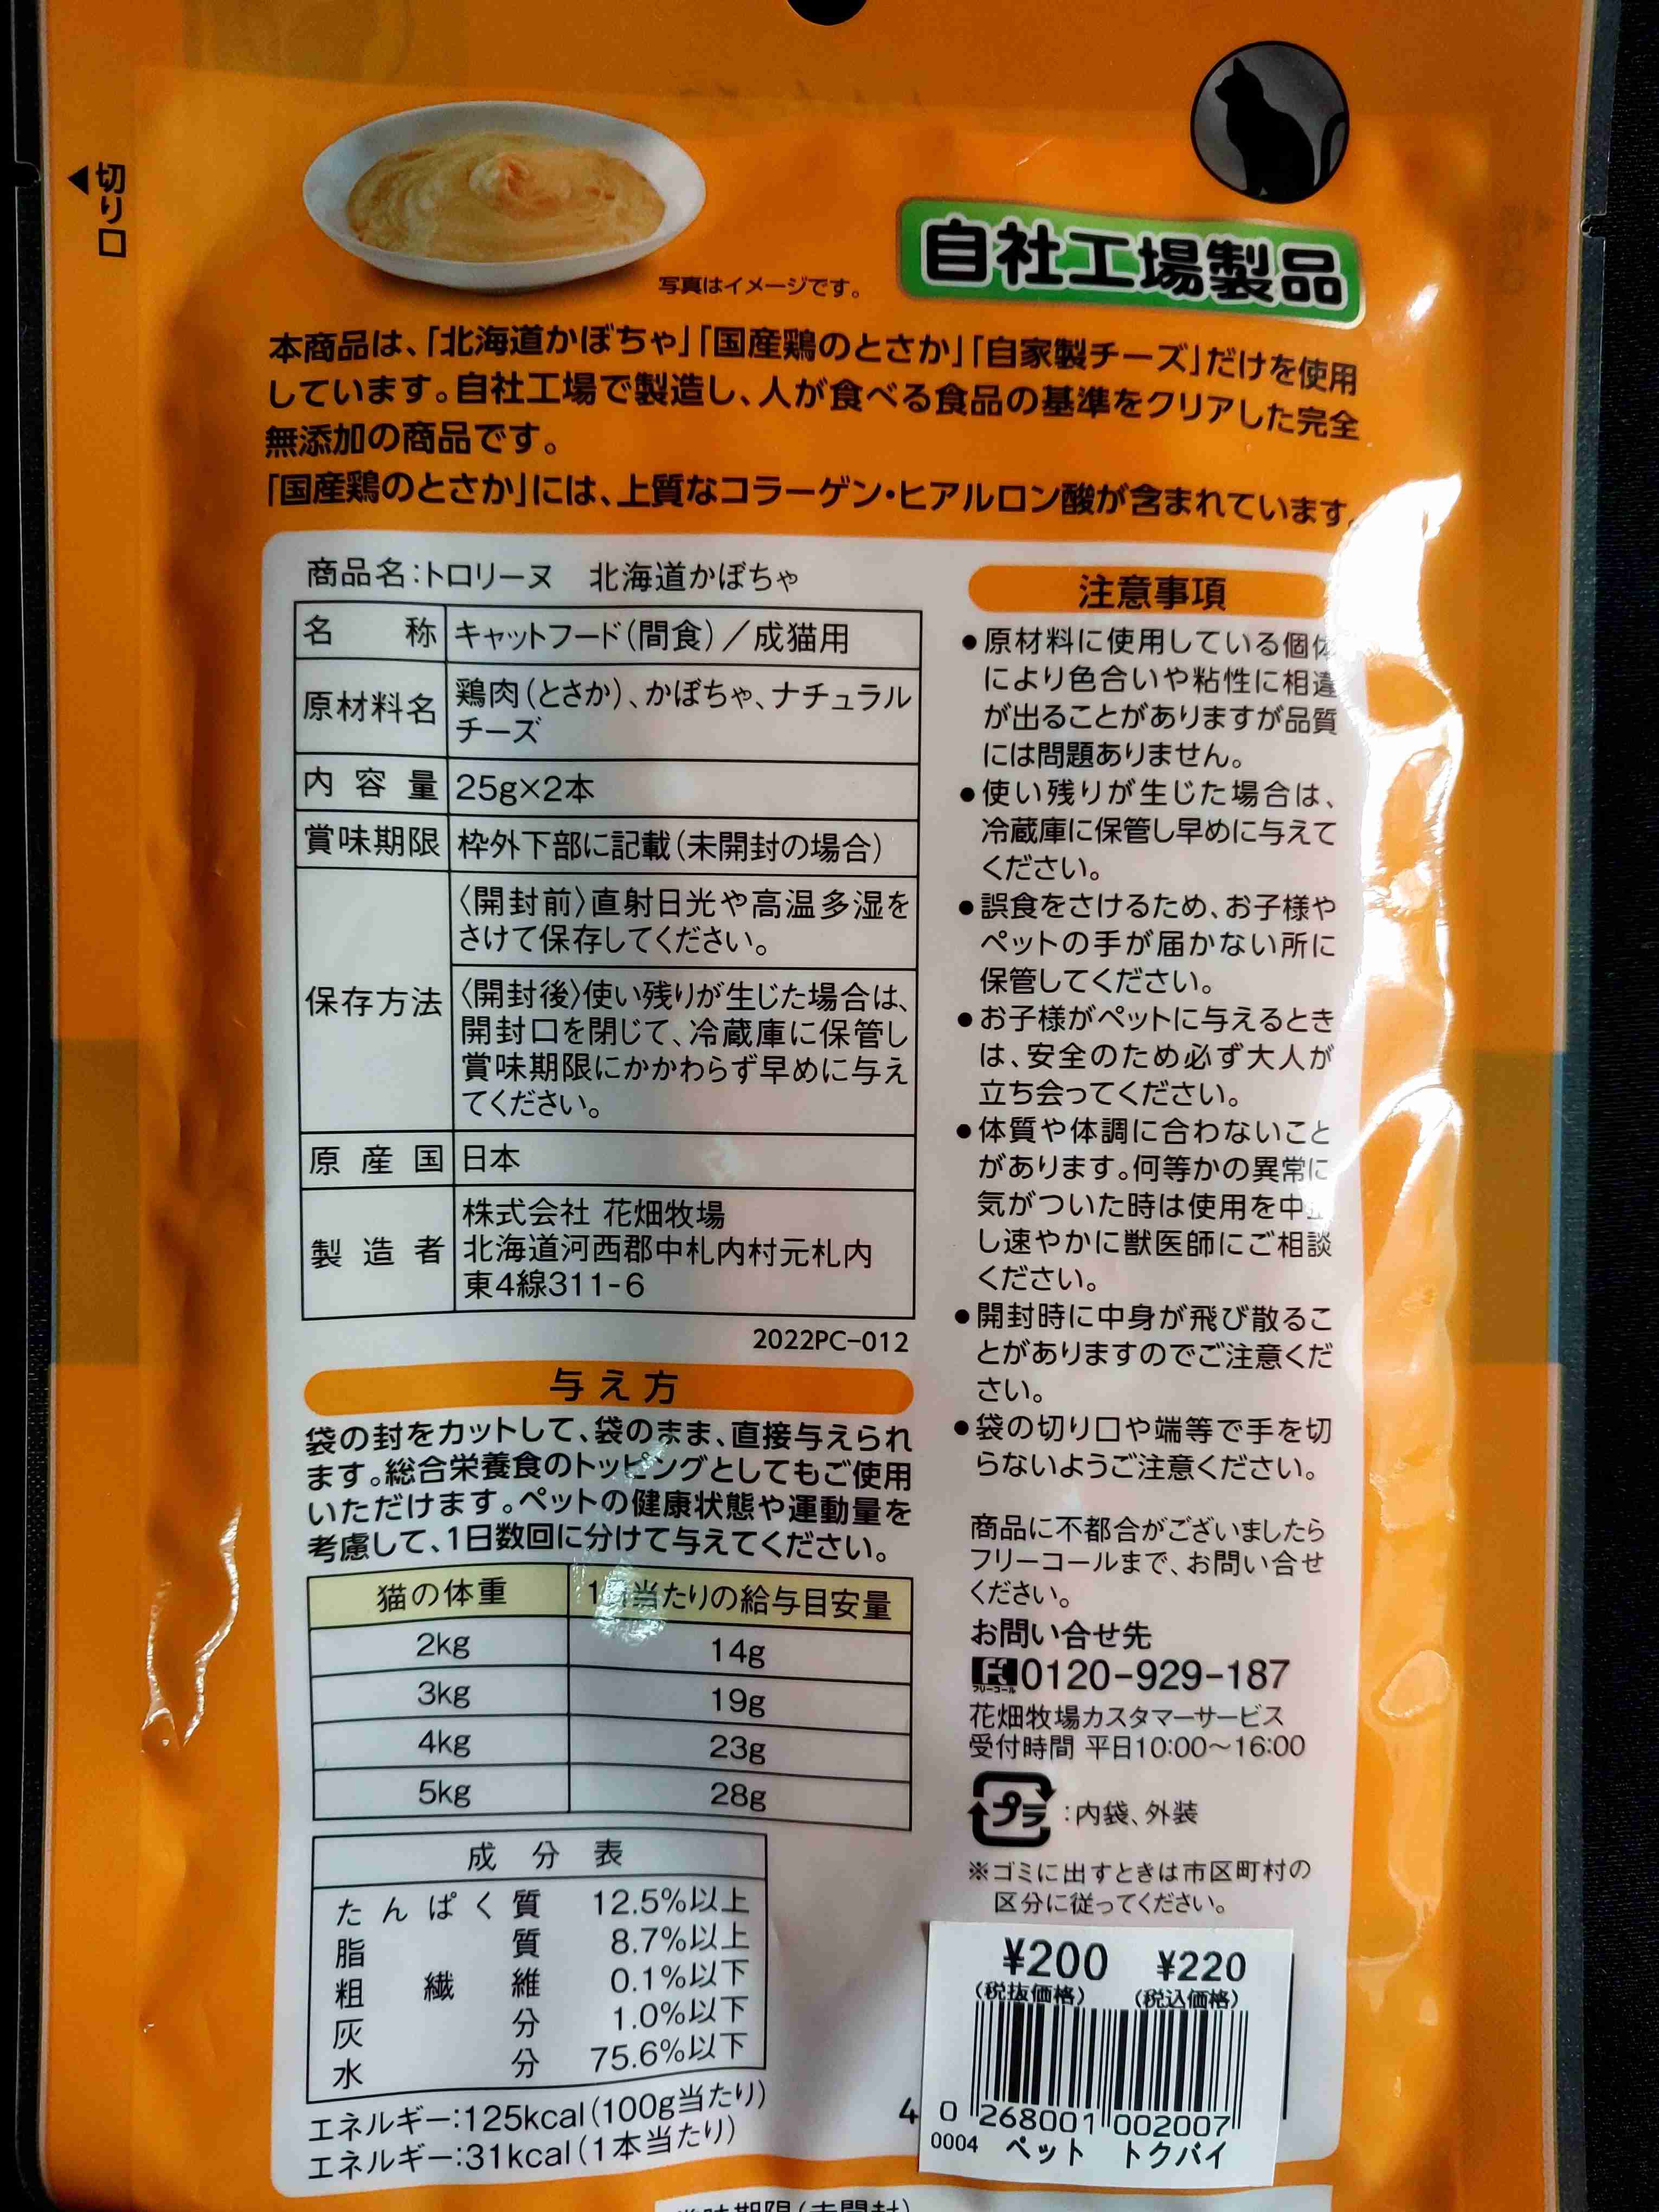 切り口
写真はイメージです。
自社工場製品
本商品は、「北海道かぼちゃ」「国産鶏のとさか」「自家製チーズ」だけを使用
しています。自社工場で製造し、人が食べる食品の基準をクリアした完全
無添加の商品です。
「国産鶏のとさか」には、上質なコラーゲン・ヒアルロン酸が含まれています。
商品名:トロリーヌ 北海道かぼちゃ
名称 キャットフード(間食)/成猫用
原材料名 鶏肉(とさか)、かぼちゃ、ナチュラル
チーズ
内容量 25g×2本
賞味期限 枠外下部に記載(未開封の場合)
保存方法
〈開封前〉直射日光や高温多湿を
さけて保存してください。
〈開封後〉使い残りが生じた場合は、
開封口を閉じて、冷蔵庫に保管し
賞味期限にかかわらず早めに与え
てください。
原産国 日本
製造者
株式会社 花畑牧場
北海道河西郡中札内村元札内
東4線311-6
2022PC-012
与え方
袋の封をカットして、袋のまま、直接与えられ
ます。総合栄養食のトッピングとしてもご使用
いただけます。ペットの健康状態や運動量を
考慮して、1日数回に分けて与えてください。
猫の体重 1日当たりの給与目安量
2kg 14g
3kg 19g
4kg 23g
5kg 28g
成分表
たんぱく質 12.5%以上
脂質 8.7%以上
粗繊維 0.1%以下
灰分 1.0%以下
水分 75.6%以下
エネルギー:125kcal(100g当たり)
エネルギー:31kcal(1本当たり)
注意事項
●原材料に使用している個体
により色合いや粘性に相違
が出ることがありますが品質
には問題ありません。
●使い残りが生じた場合は、
冷蔵庫に保管し早めに与えて
ください。
●誤食をさけるため、お子様や
ペットの手が届かない所に
保管してください。
●お子様がペットに与えるとき
は、安全のため必ず大人が
立ち会ってください。
●体質や体調に合わないこと
があります。何等かの異常に
気がついた時は使用を中止
し速やかに獣医師にご相談
ください。
●開封時に中身が飛び散るこ
とがありますのでご注意くだ
さい。
●袋の切り口や端等で手を切
らないようご注意ください。
商品に不都合がございましたら
フリーコールまで、お問い合せ
ください。
お問い合せ先
フリーコール 0120-929-187
花畑牧場カスタマーサービス
受付時間 平日10:00～16:00
プラ :内袋、外装
※ゴミに出すときは市区町村の
区分に従ってください。
¥200 ¥220
(税抜価格) (税込価格)
4
0 268001 002007
0004 ペット トクバイ